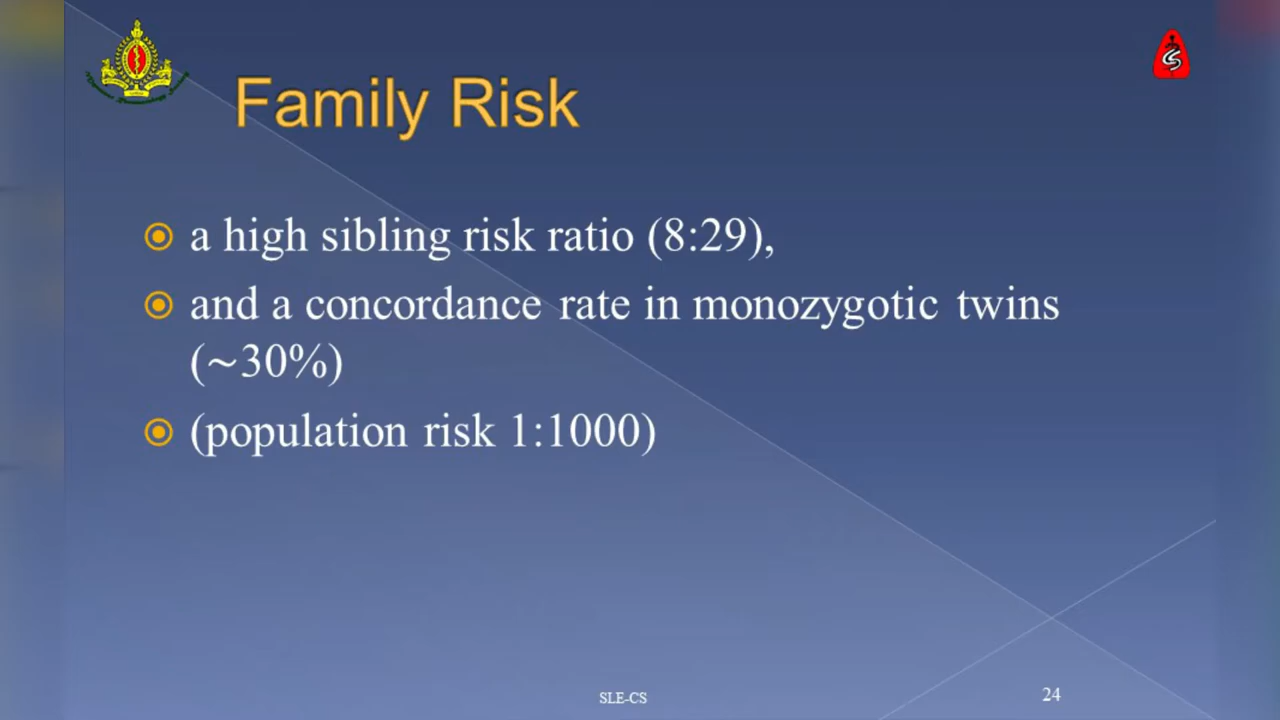 Family Risk
a high sibling risk ratio (8:29),
and a concordance rate in monozygotic twins
(~30%)
(population risk 1:1000)
SLE-CS
24